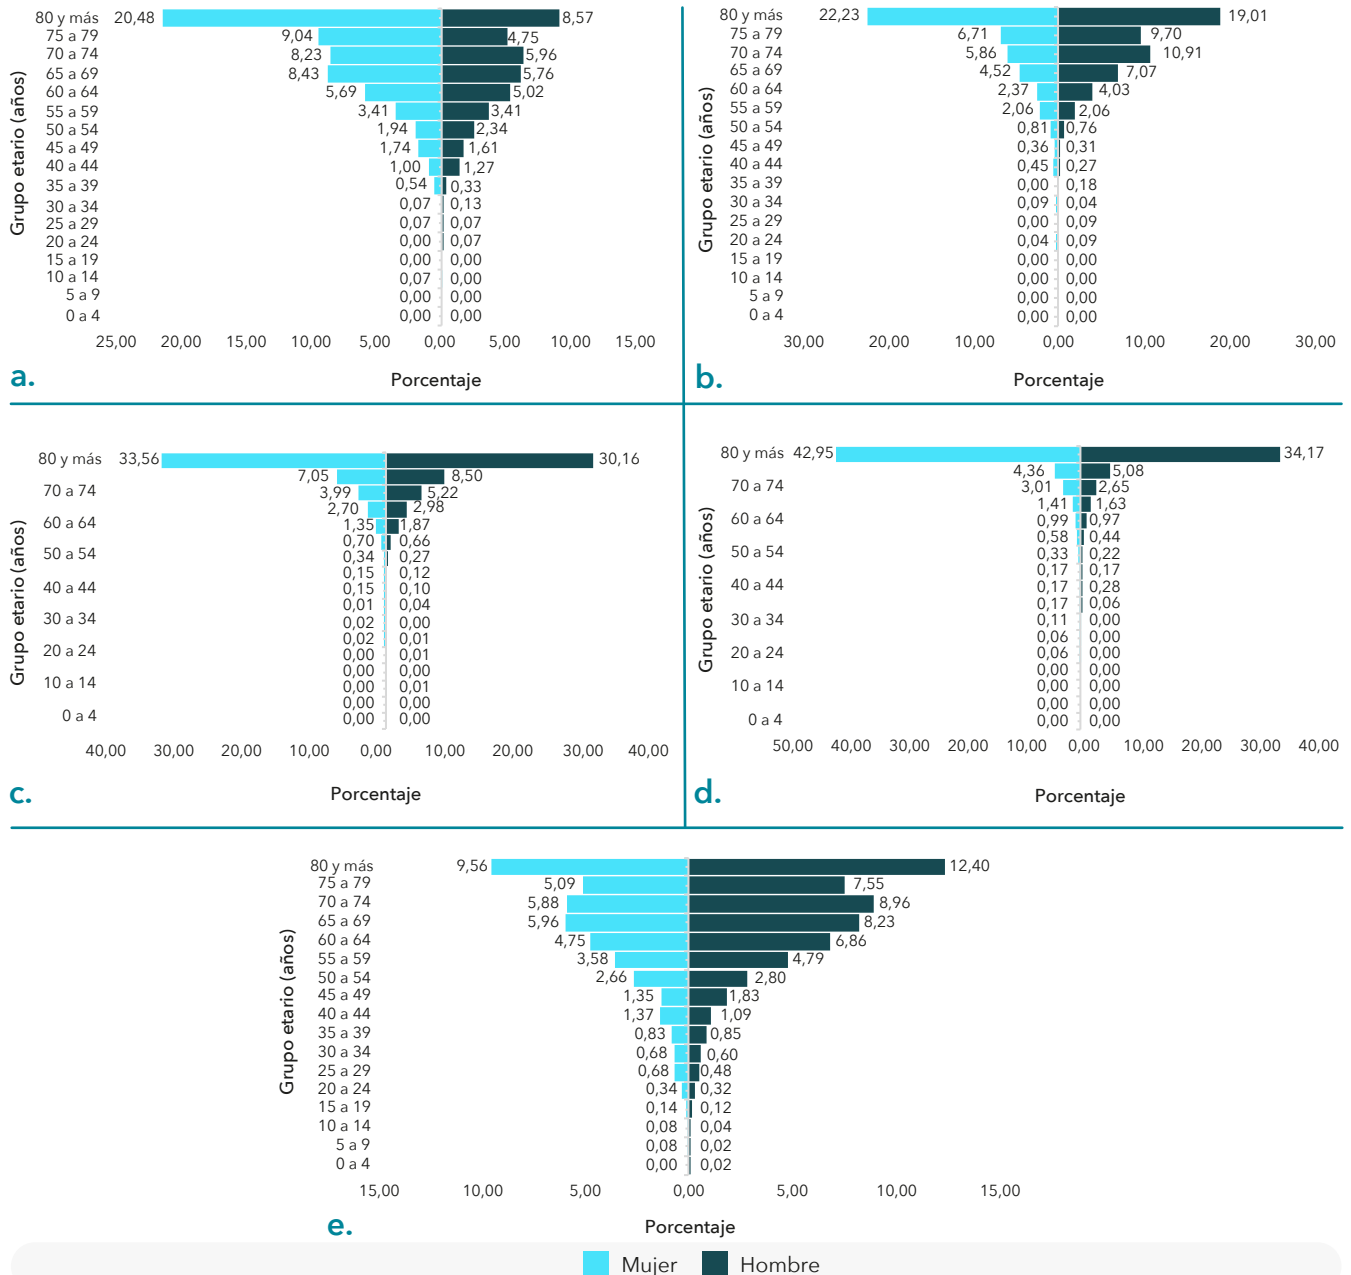 Grupo etario (años)
80 y más 20,48 8,57
75 a 79 9,04 4,75
70 a 74 8,23 5,96
65 a 69 8,43 5,76
60 a 64 5,69 5,02
55 a 59 3,41 3,41
50 a 54 1,94 2,34
45 a 49 1,74 1,61
40 a 44 1,00 1,27
35 a 39 0,54 0,33
30 a 34 0,07 0,13
25 a 29 0,07 0,07
20 a 24 0,00 0,07
15 a 19 0,00 0,00
10 a 14 0,07 0,00
5 a 9 0,00 0,00
0 a 4 0,00 0,00
25,00 20,00 15,00 10,00 5,00 0,00 5,00 10,00 15,00
a. Porcentaje
Grupo etario (años)
80 y más 22,23 19,01
75 a 79 6,71 9,70
70 a 74 5,86 10,91
65 a 69 4,52 7,07
60 a 64 2,37 4,03
55 a 59 2,06 2,06
50 a 54 0,81 0,76
45 a 49 0,36 0,31
40 a 44 0,45 0,27
35 a 39 0,00 0,18
30 a 34 0,09 0,04
25 a 29 0,00 0,09
20 a 24 0,04 0,09
15 a 19 0,00 0,00
10 a 14 0,00 0,00
5 a 9 0,00 0,00
0 a 4 0,00 0,00
30,00 20,00 10,00 0,00 10,00 20,00 30,00
b. Porcentaje
Grupo etario (años)
80 y más 33,56 30,16
7,05 8,50
70 a 74 3,99 5,22
2,70 2,98
60 a 64 1,35 1,87
0,70 0,66
50 a 54 0,34 0,27
0,15 0,12
40 a 44 0,15 0,10
0,01 0,04
30 a 34 0,02 0,00
0,02 0,01
20 a 24 0,00 0,01
0,00 0,00
10 a 14 0,00 0,01
0,00 0,00
0 a 4 0,00 0,00
40,00 30,00 20,00 10,00 0,00 10,00 20,00 30,00 40,00
c. Porcentaje
Grupo etario (años)
80 y más 42,95 34,17
4,36 5,08
70 a 74 3,01 2,65
1,41 1,63
60 a 64 0,99 0,97
0,58 0,44
50 a 54 0,33 0,22
0,17 0,17
40 a 44 0,17 0,28
0,17 0,06
30 a 34 0,11 0,00
0,06 0,00
20 a 24 0,06 0,00
0,00 0,00
10 a 14 0,00 0,00
0,00 0,00
0 a 4 0,00 0,00
50,00 40,00 30,00 20,00 10,00 0,00 10,00 20,00 30,00 40,00
d. Porcentaje
Grupo etario (años)
80 y más 9,56 12,40
75 a 79 5,09 7,55
70 a 74 5,88 8,96
65 a 69 5,96 8,23
60 a 64 4,75 6,86
55 a 59 3,58 4,79
50 a 54 2,66 2,80
45 a 49 1,35 1,83
40 a 44 1,37 1,09
35 a 39 0,83 0,85
30 a 34 0,68 0,60
25 a 29 0,68 0,48
20 a 24 0,34 0,32
15 a 19 0,14 0,12
10 a 14 0,08 0,04
5 a 9 0,08 0,02
0 a 4 0,00 0,02
15,00 10,00 5,00 0,00 5,00 10,00 15,00
e. Porcentaje
Mujer Hombre